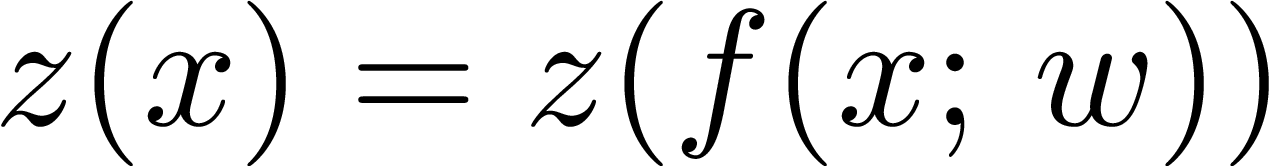 z(x) = z(f(x; w))